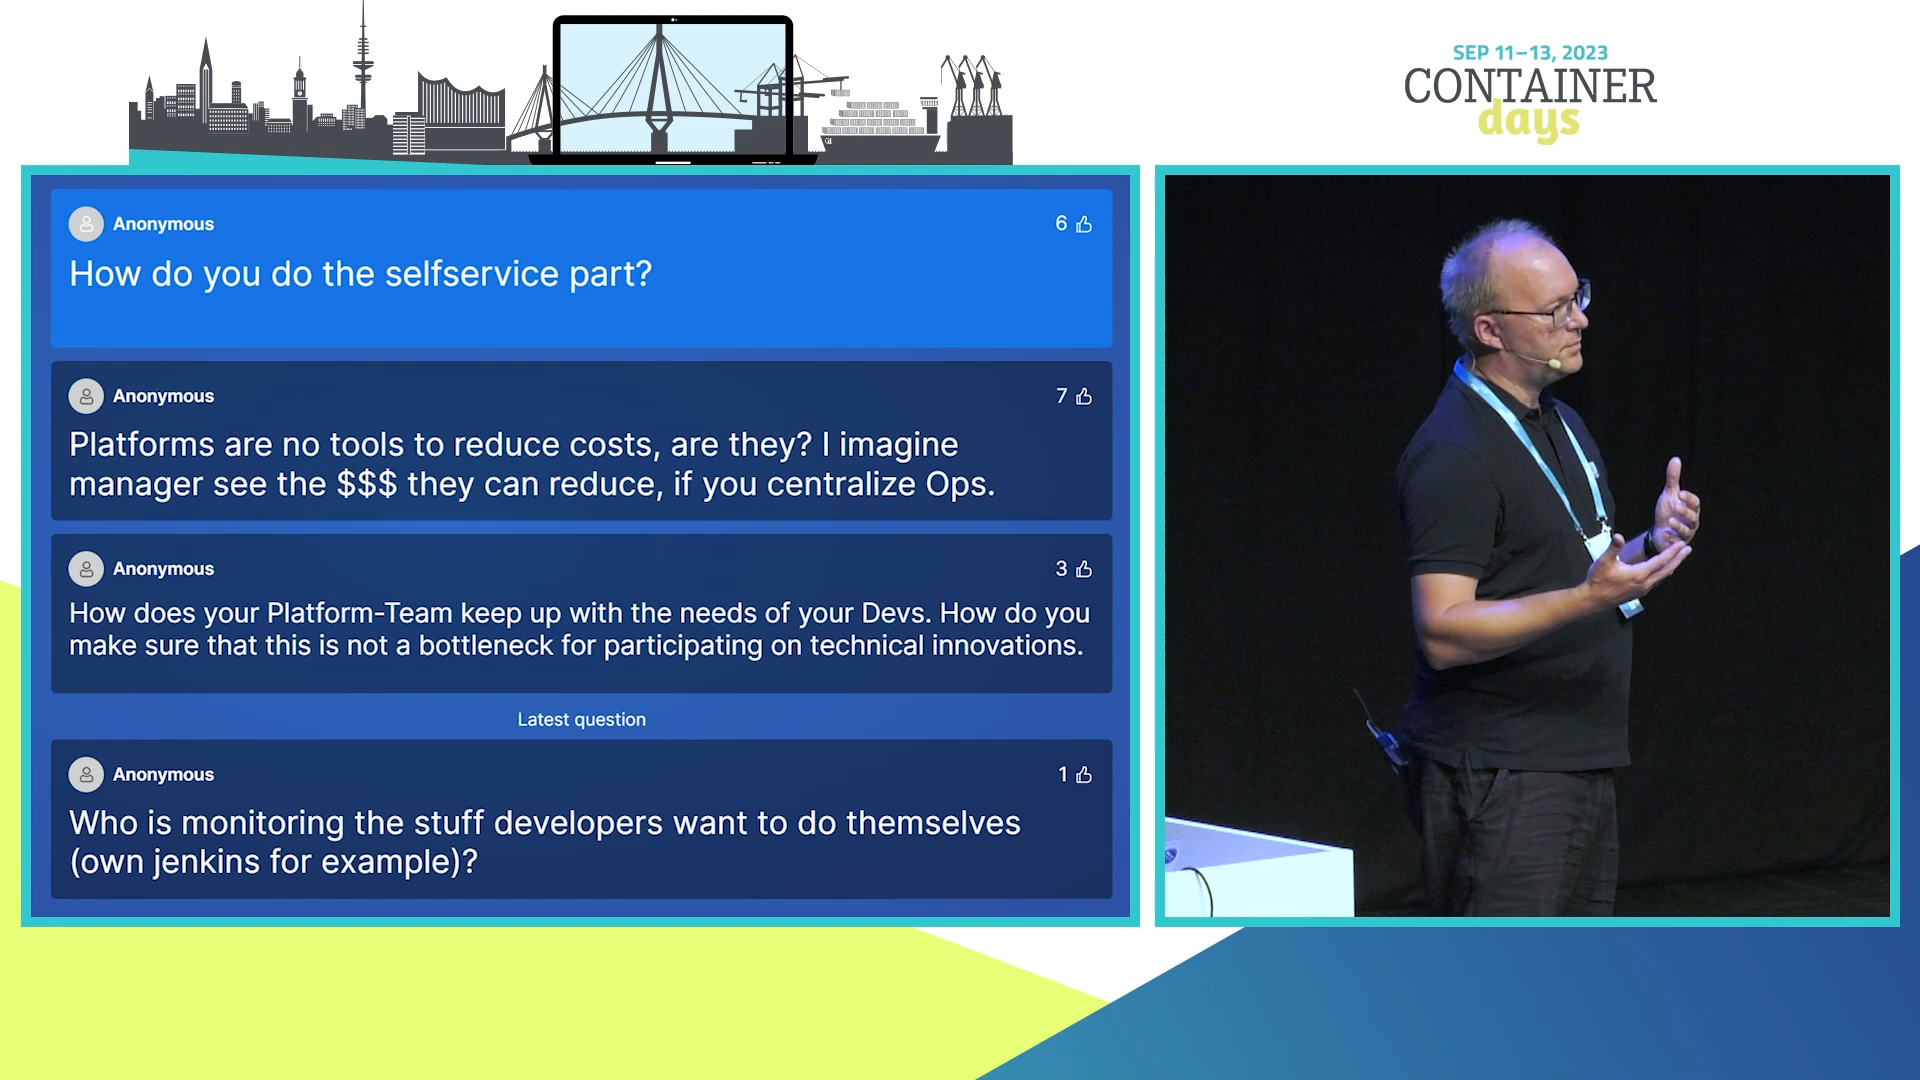 SEP 11–13, 2023
CONTAINER
days
Anonymous
6
How do you do the selfservice part?
Anonymous
7
Platforms are no tools to reduce costs, are they? I imagine
manager see the $$$ they can reduce, if you centralize Ops.
Anonymous
3
How does your Platform-Team keep up with the needs of your Devs. How do you
make sure that this is not a bottleneck for participating on technical innovations.
Latest question
Anonymous
1
Who is monitoring the stuff developers want to do themselves
(own jenkins for example)?